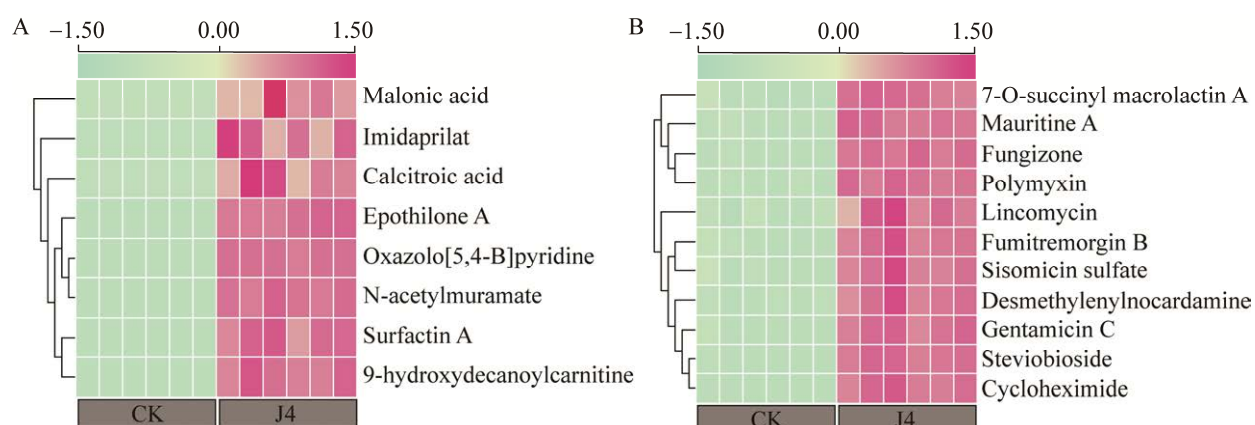 A −1.50 0.00 1.50
Malonic acid
Imidaprilat
Calcitroic acid
Epothilone A
Oxazolo[5,4-B]pyridine
N-acetylmuramate
Surfactin A
9-hydroxydecanoylcarnitine
CK J4
B −1.50 0.00 1.50
7-O-succinyl macrolactin A
Mauritine A
Fungizone
Polymyxin
Lincomycin
Fumitremorgin B
Sisomicin sulfate
Desmethylenylnocardamine
Gentamicin C
Steviobioside
Cycloheximide
CK J4